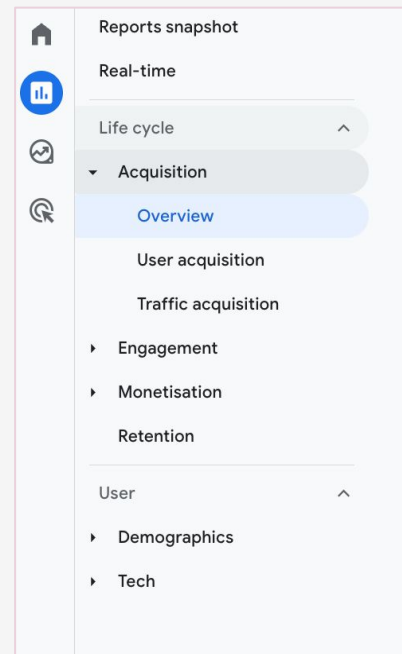 Reports snapshot
Real-time
Life cycle
Acquisition
Overview
User acquisition
Traffic acquisition
Engagement
Monetisation
Retention
User
Demographics
Tech